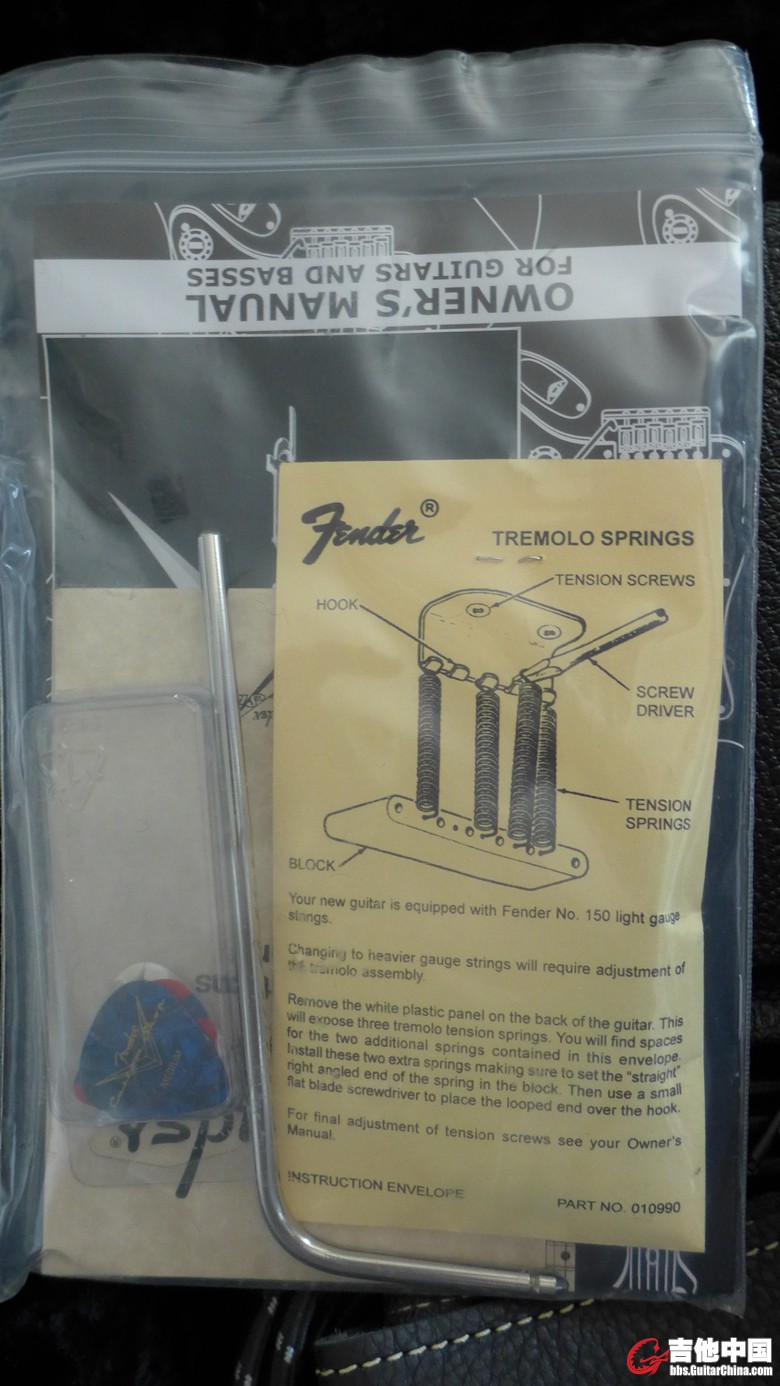 OWNER'S MANUAL
FOR GUITARS AND BASSES
Fender®
TREMOLO SPRINGS
TENSION SCREWS
HOOK
SCREW
DRIVER
TENSION
SPRINGS
BLOCK
Your new guitar is equipped with Fender No. 150 light gauge
strings.
Changing to heavier gauge strings will require adjustment of
the tremolo assembly.
Remove the white plastic panel on the back of the guitar. This
will expose three tremolo tension springs. You will find spaces
for the two additional springs contained in this envelope.
Install these two extra springs making sure to set the "straight"
right angled end of the spring in the block. Then use a small
flat blade screwdriver to place the looped end over the hook.
For final adjustment of tension screws see your Owner's
Manual.
INSTRUCTION ENVELOPE
PART NO. 010990
吉他中国
bbs.GuitarChina.com